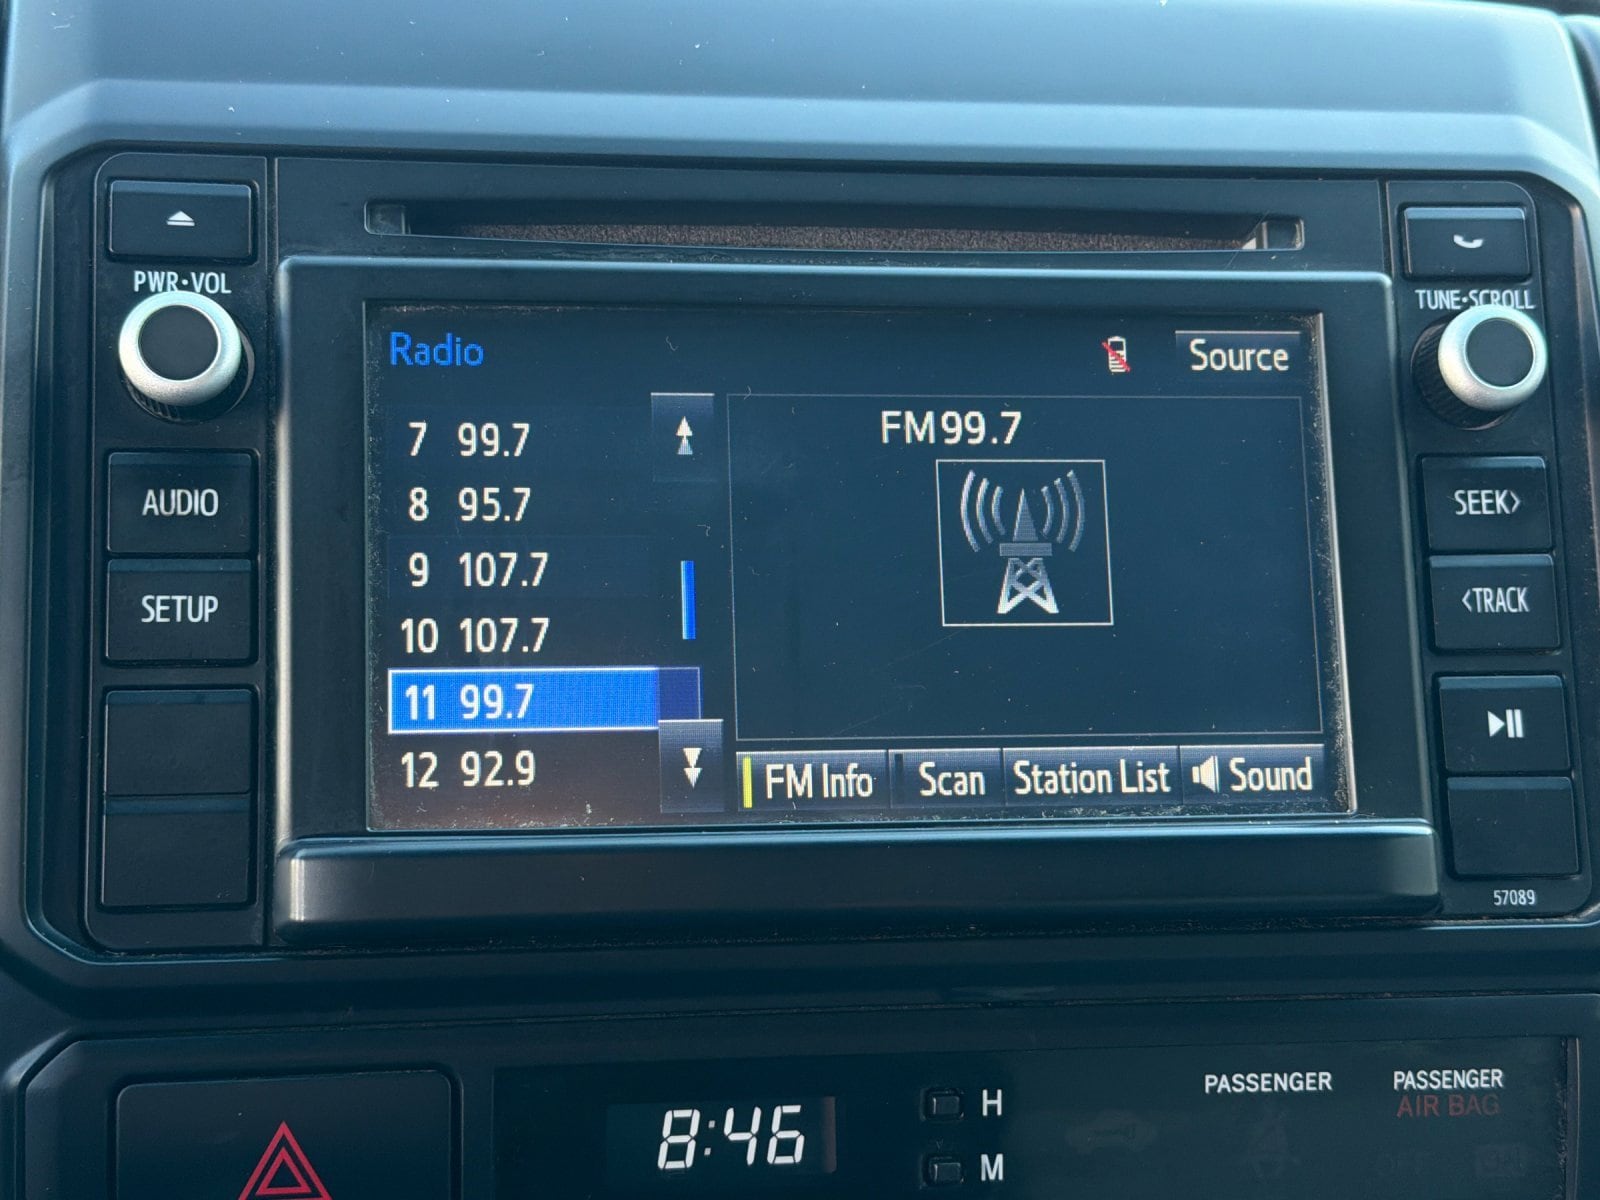 PWR•VOL
TUNE•SCROLL
Radio
Source
7 99.7
8 95.7
9 107.7
10 107.7
11 99.7
12 92.9
FM99.7
FM Info
Scan
Station List
Sound
AUDIO
SETUP
SEEK>
<TRACK
57089
8:46
H
M
PASSENGER
PASSENGER
AIR BAG